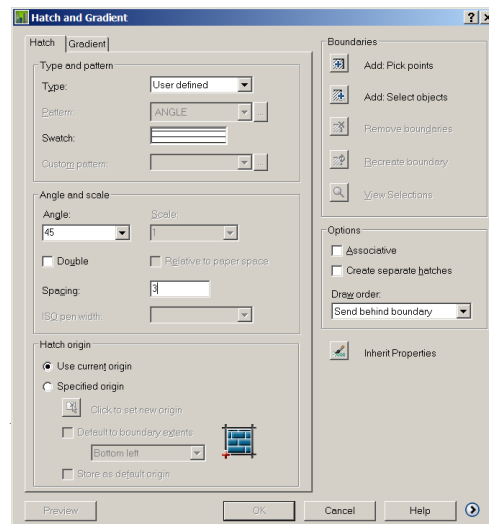 Hatch and Gradient
Hatch Gradient
Type and pattern
Type: User defined
Pattern: ANGLE ...
Swatch:
Custom pattern: ...
Angle and scale
Angle: Scale:
45 1
Double Relative to paper space
Spacing: 3
ISO pen width:
Hatch origin
Use current origin
Specified origin
Click to set new origin
Default to boundary extents
Bottom left
Store as default origin
Boundaries
Add: Pick points
Add: Select objects
Remove boundaries
Recreate boundary
View Selections
Options
Associative
Create separate hatches
Draw order:
Send behind boundary
Inherit Properties
Preview OK Cancel Help